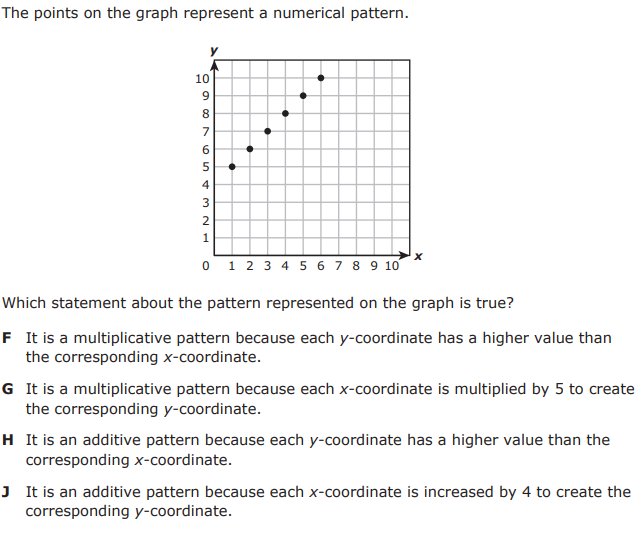 The points on the graph represent a numerical pattern.
y
10
9
8
7
6
5
4
3
2
1
0 1 2 3 4 5 6 7 8 9 10 x
Which statement about the pattern represented on the graph is true?
F It is a multiplicative pattern because each y-coordinate has a higher value than
the corresponding x-coordinate.
G It is a multiplicative pattern because each x-coordinate is multiplied by 5 to create
the corresponding y-coordinate.
H It is an additive pattern because each y-coordinate has a higher value than the
corresponding x-coordinate.
J It is an additive pattern because each x-coordinate is increased by 4 to create the
corresponding y-coordinate.